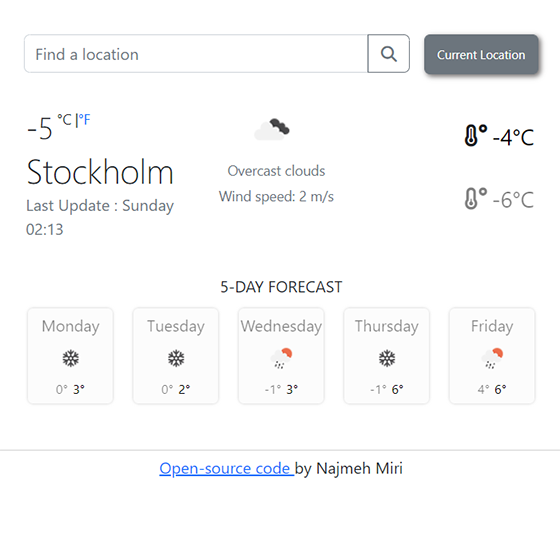 Find a location
Current Location
-5 °C |°F
Stockholm
Last Update : Sunday
02:13
Overcast clouds
Wind speed: 2 m/s
-4°C
-6°C
5-DAY FORECAST
Monday
0° 3°
Tuesday
0° 2°
Wednesday
-1° 3°
Thursday
-1° 6°
Friday
4° 6°
Open-source code by Najmeh Miri